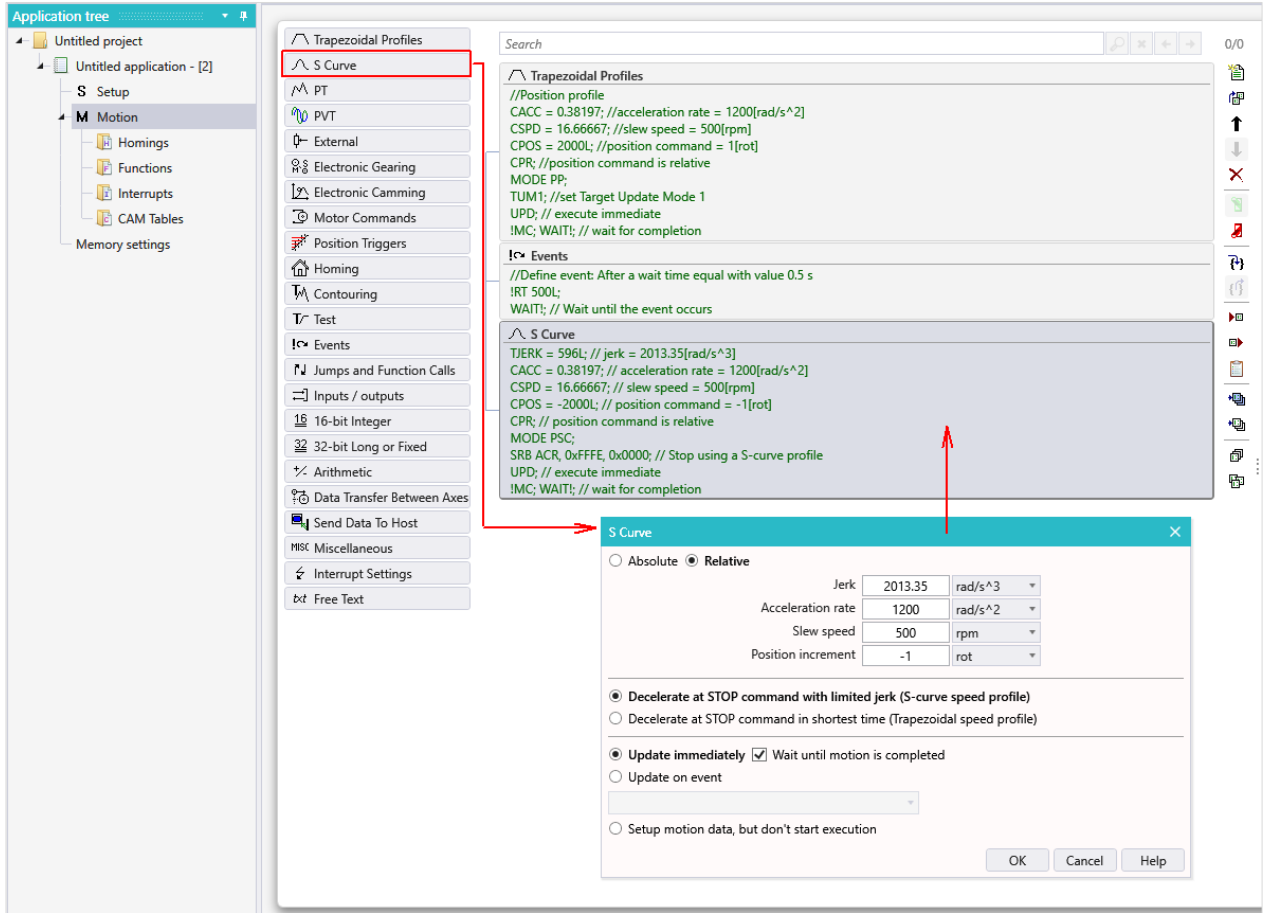 Application tree
Untitled project
Untitled application - [2]
S Setup
M Motion
Homings
Functions
Interrupts
CAM Tables
Memory settings
Trapezoidal Profiles
S Curve
PT
PVT
External
Electronic Gearing
Electronic Camming
Motor Commands
Position Triggers
Homing
Contouring
Test
Events
Jumps and Function Calls
Inputs / outputs
16 16-bit Integer
32 32-bit Long or Fixed
Arithmetic
Data Transfer Between Axes
Send Data To Host
MISC Miscellaneous
Interrupt Settings
txt Free Text
Search
0/0
Trapezoidal Profiles
//Position profile
CACC = 0.38197; //acceleration rate = 1200[rad/s^2]
CSPD = 16.66667; //slew speed = 500[rpm]
CPOS = 2000L; //position command = 1[rot]
CPR; //position command is relative
MODE PP;
TUM1; //set Target Update Mode 1
UPD; // execute immediate
!MC; WAIT!; // wait for completion
Events
//Define event: After a wait time equal with value 0.5 s
!RT 500L;
WAIT!; // Wait until the event occurs
S Curve
TJERK = 596L; // jerk = 2013.35[rad/s^3]
CACC = 0.38197; // acceleration rate = 1200[rad/s^2]
CSPD = 16.66667; // slew speed = 500[rpm]
CPOS = -2000L; // position command = -1[rot]
CPR; // position command is relative
MODE PSC;
SRB ACR, 0xFFFE, 0x0000; // Stop using a S-curve profile
UPD; // execute immediate
!MC; WAIT!; // wait for completion
S Curve
Absolute Relative
Jerk 2013.35 rad/s^3
Acceleration rate 1200 rad/s^2
Slew speed 500 rpm
Position increment -1 rot
Decelerate at STOP command with limited jerk (S-curve speed profile)
Decelerate at STOP command in shortest time (Trapezoidal speed profile)
Update immediately Wait until motion is completed
Update on event
Setup motion data, but don't start execution
OK Cancel Help